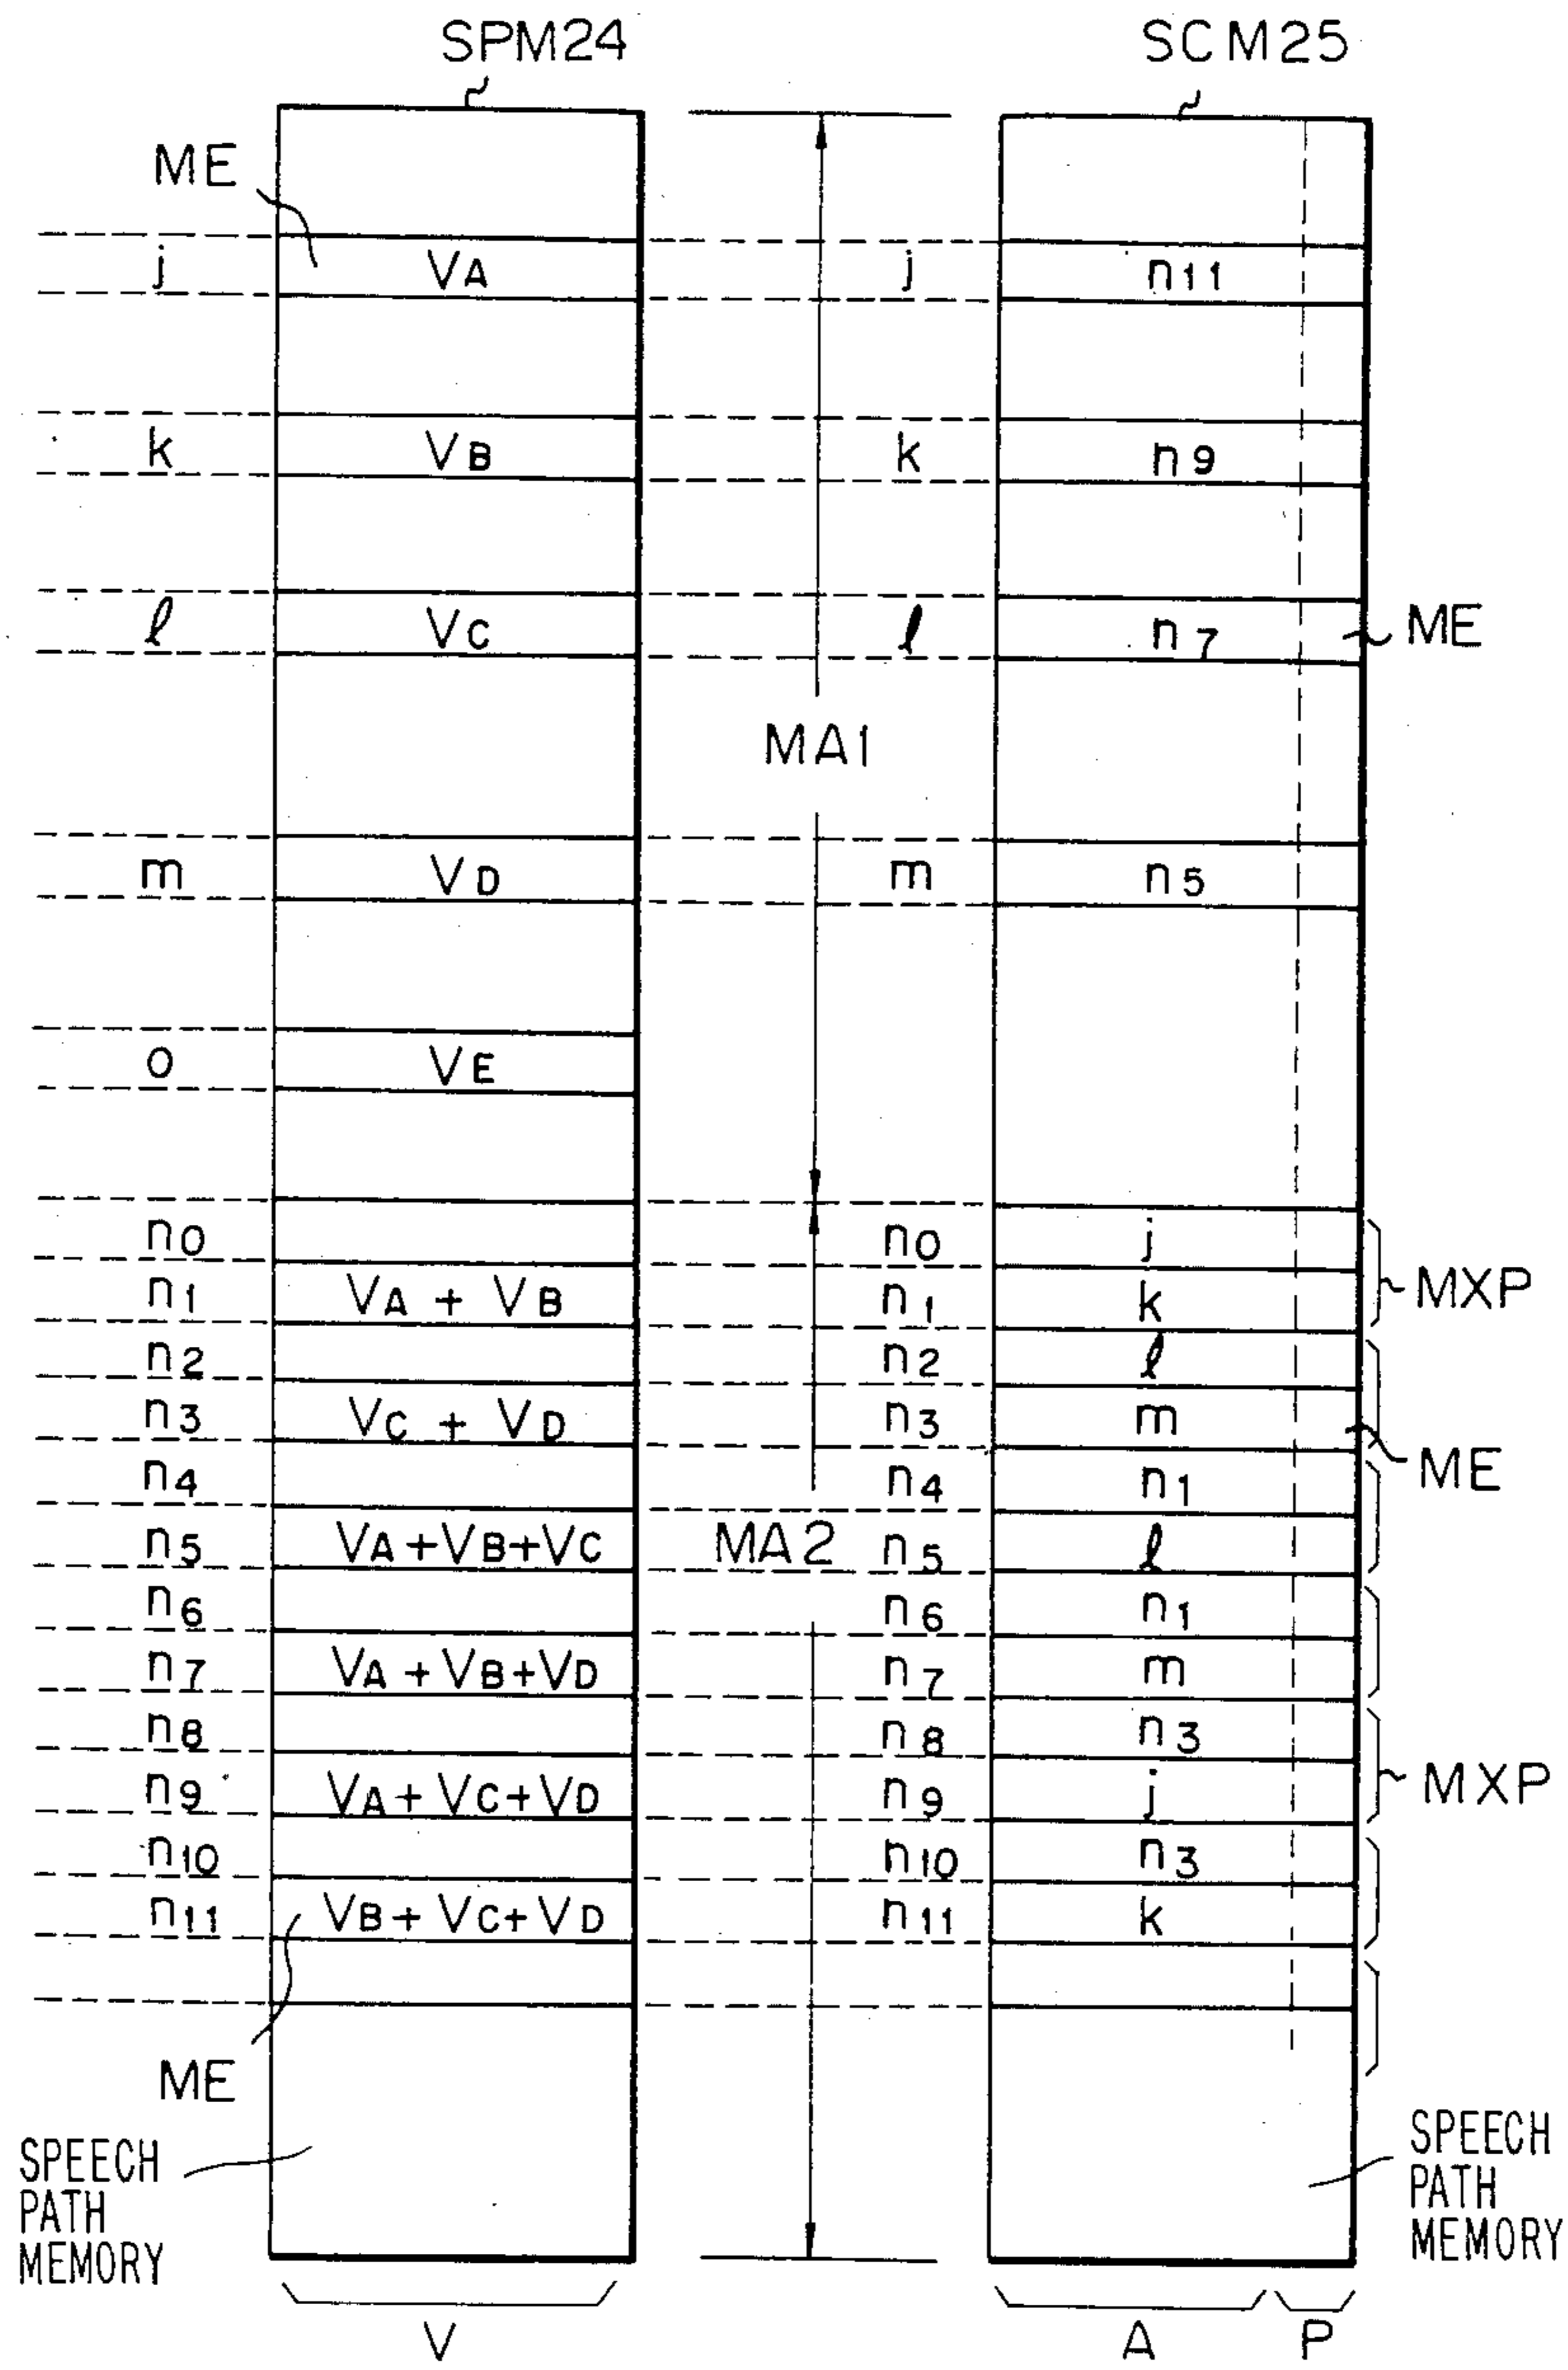 SPM24 SCM25
ME
j VA j n11
k VB k n9
l VC l n7 ME
MA1
m VD m n5
o VE
n0 n0 j
n1 VA + VB n1 k MXP
n2 n2 l
n3 VC + VD n3 m
n4 n4 n1 ME
n5 VA+VB+VC MA2 n5 l
n6 n6 n1
n7 VA + VB+VD n7 m
n8 n8 n3
n9 VA+ VC+VD n9 j MXP
n10 n10 n3
n11 VB+ VC+ VD n11 k
ME
SPEECH
PATH
MEMORY
SPEECH
PATH
MEMORY
V A P